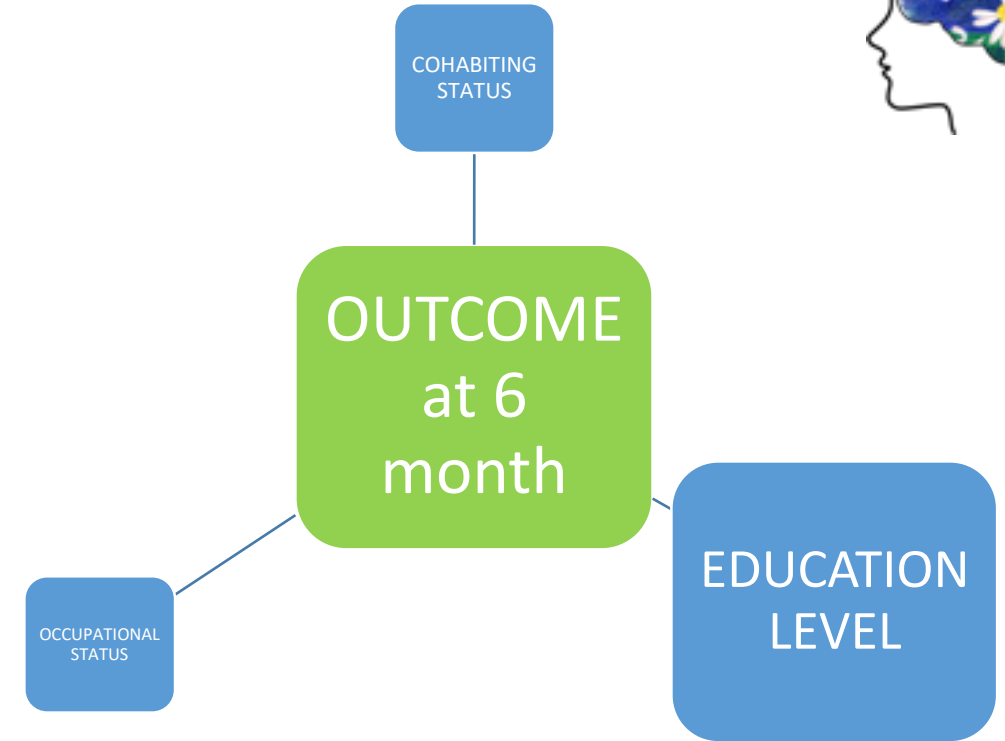 COHABITING
STATUS
OUTCOME
at 6
month
EDUCATION
LEVEL
OCCUPATIONAL
STATUS